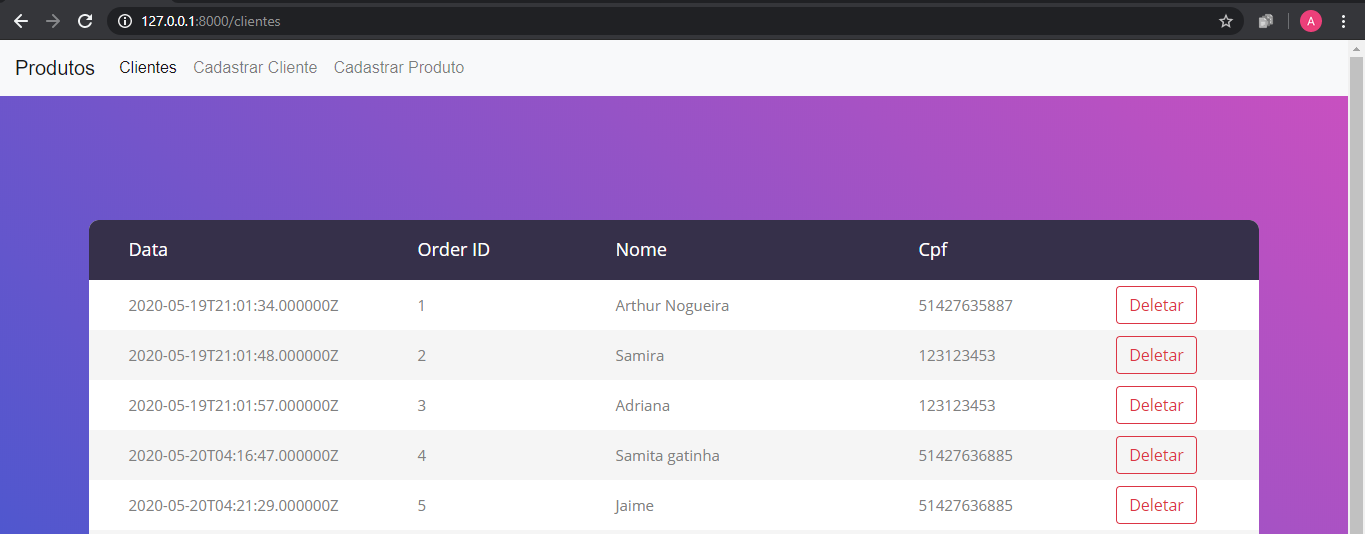 127.0.0.1:8000/clientes
A
Produtos Clientes Cadastrar Cliente Cadastrar Produto
Data Order ID Nome Cpf
2020-05-19T21:01:34.000000Z 1 Arthur Nogueira 51427635887 Deletar
2020-05-19T21:01:48.000000Z 2 Samira 123123453 Deletar
2020-05-19T21:01:57.000000Z 3 Adriana 123123453 Deletar
2020-05-20T04:16:47.000000Z 4 Samita gatinha 51427636885 Deletar
2020-05-20T04:21:29.000000Z 5 Jaime 51427636885 Deletar